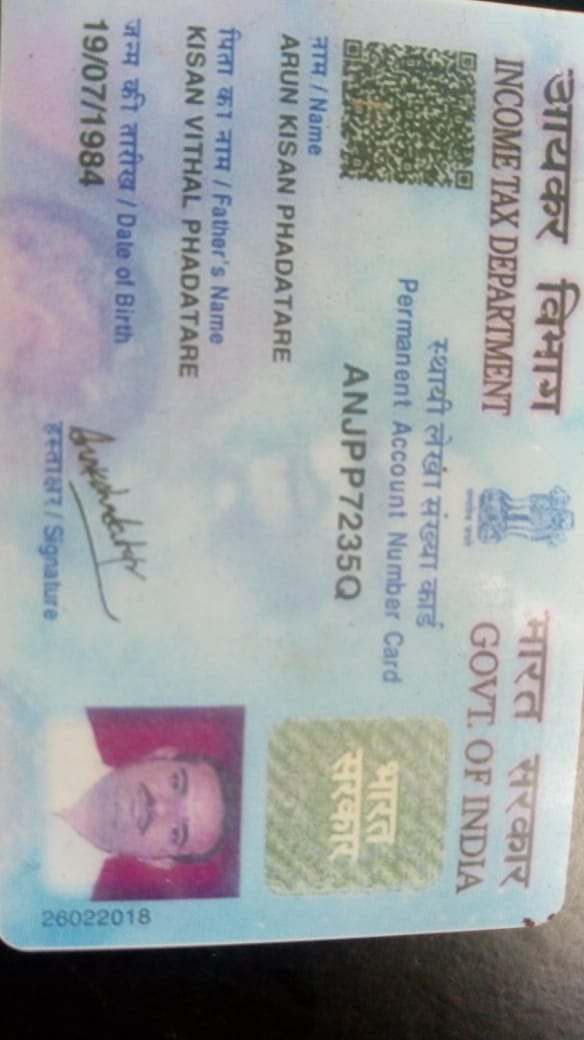 आयकर विभाग
INCOME TAX DEPARTMENT
भारत सरकार
GOVT. OF INDIA
स्थायी लेखा संख्या कार्ड
Permanent Account Number Card
ANJPP7235Q
नाम / Name
ARUN KISAN PHADATARE
पिता का नाम / Father's Name
KISAN VITHAL PHADATARE
जन्म की तारीख / Date of Birth
19/07/1984
हस्ताक्षर / Signature
भारत
सरकार
26022018